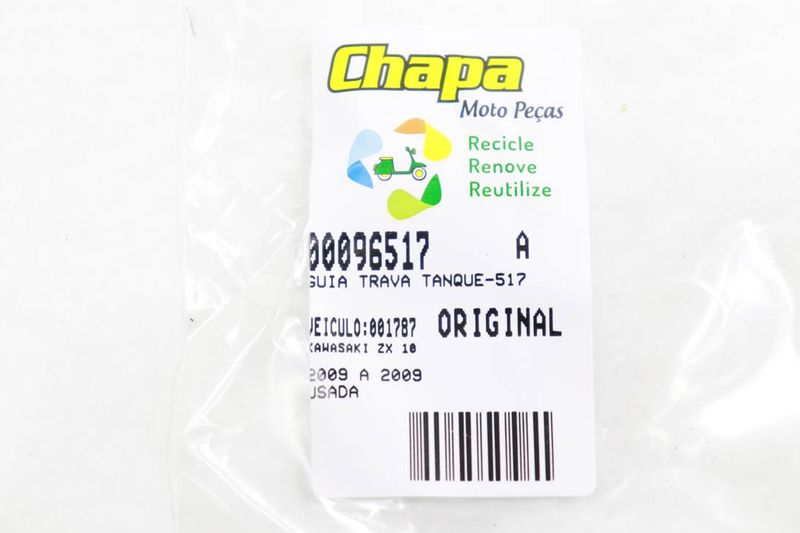 Chapa
Moto Peças
Recicle
Renove
Reutilize
00096517 A
GUIA TRAVA TANQUE-517
VEICULO:001787 ORIGINAL
KAWASAKI ZX 10
2009 A 2009
USADA